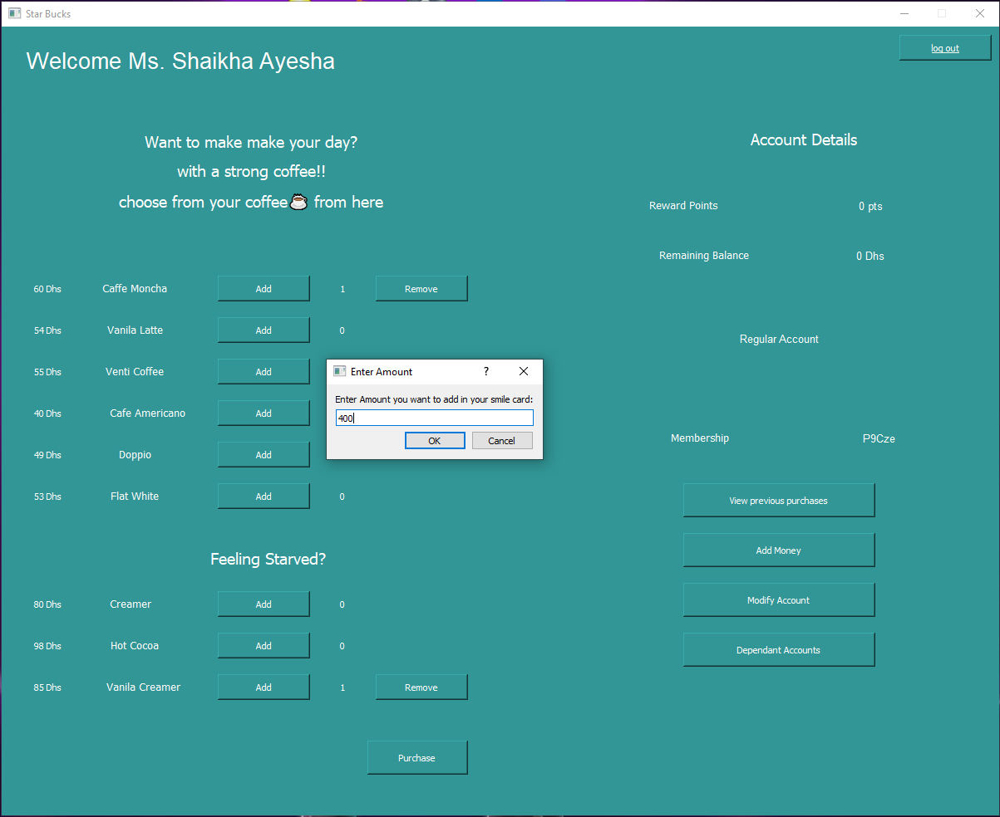 Star Bucks
Welcome Ms. Shaikha Ayesha
log out
Want to make make your day?
with a strong coffee!!
choose from your coffee☕ from here
60 Dhs Caffe Moncha Add 1 Remove
54 Dhs Vanila Latte Add 0
55 Dhs Venti Coffee Add
40 Dhs Cafe Americano Add
49 Dhs Doppio Add
53 Dhs Flat White Add 0
Feeling Starved?
80 Dhs Creamer Add 0
98 Dhs Hot Cocoa Add 0
85 Dhs Vanila Creamer Add 1 Remove
Purchase
Enter Amount ?
Enter Amount you want to add in your smile card:
400
OK Cancel
Account Details
Reward Points 0 pts
Remaining Balance 0 Dhs
Regular Account
Membership P9Cze
View previous purchases
Add Money
Modify Account
Dependant Accounts